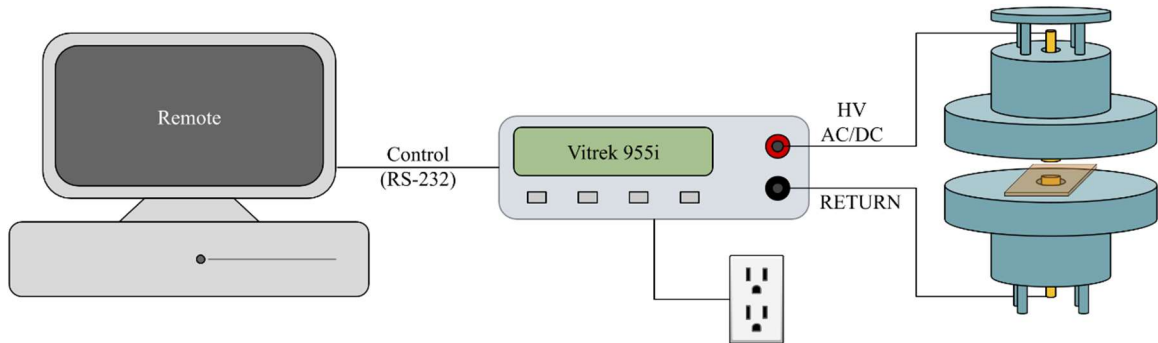 Remote
Control
(RS-232)
Vitrek 955i
HV
AC/DC
RETURN